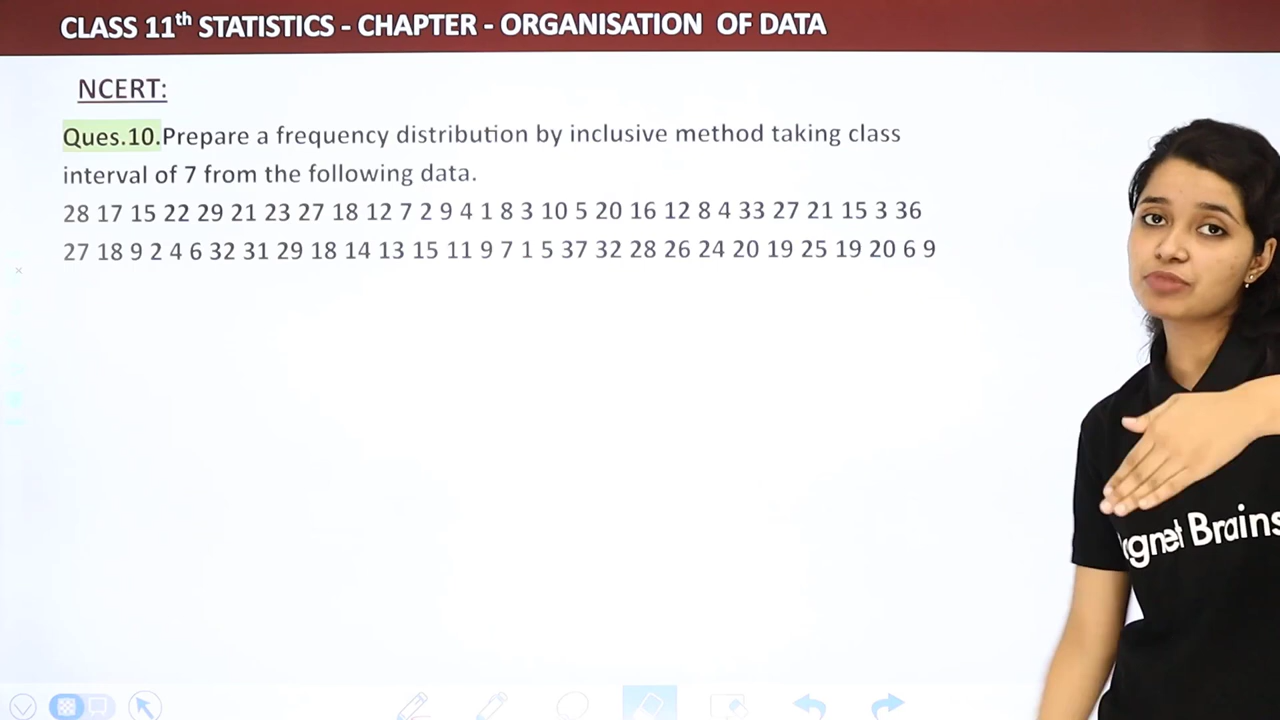 CLASS 11th STATISTICS - CHAPTER - ORGANISATION OF DATA
NCERT:
Ques.10.Prepare a frequency distribution by inclusive method taking class
interval of 7 from the following data.
28 17 15 22 29 21 23 27 18 12 7 2 9 4 1 8 3 10 5 20 16 12 8 4 33 27 21 15 3 36
27 18 9 2 4 6 32 31 29 18 14 13 15 11 9 7 1 5 37 32 28 26 24 20 19 25 19 20 6 9
gnet Brains